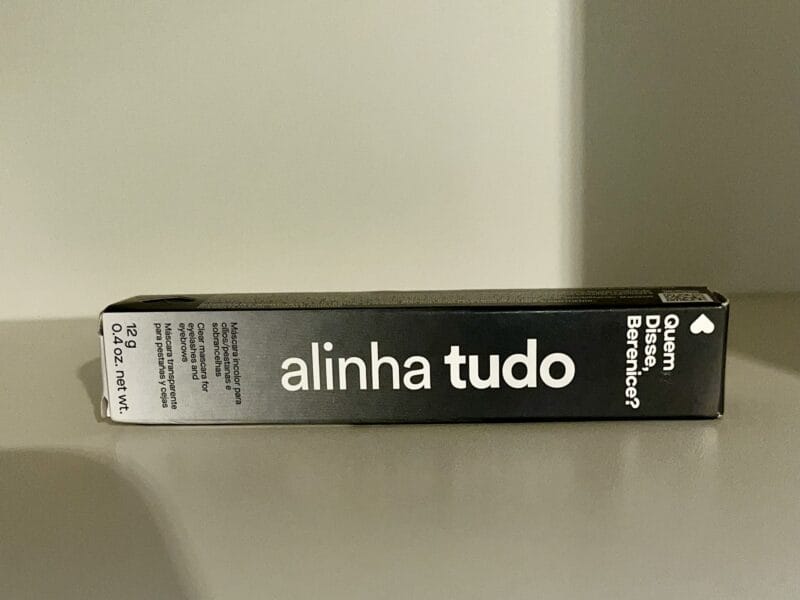 Quem
Disse,
Berenice?
alinha tudo
Máscara incolor para
cílios/pestanas e
sobrancelhas
Clear mascara for
eyelashes and
eyebrows
Máscara transparente
para pestañas y cejas
12 g
0.4 oz. net wt.